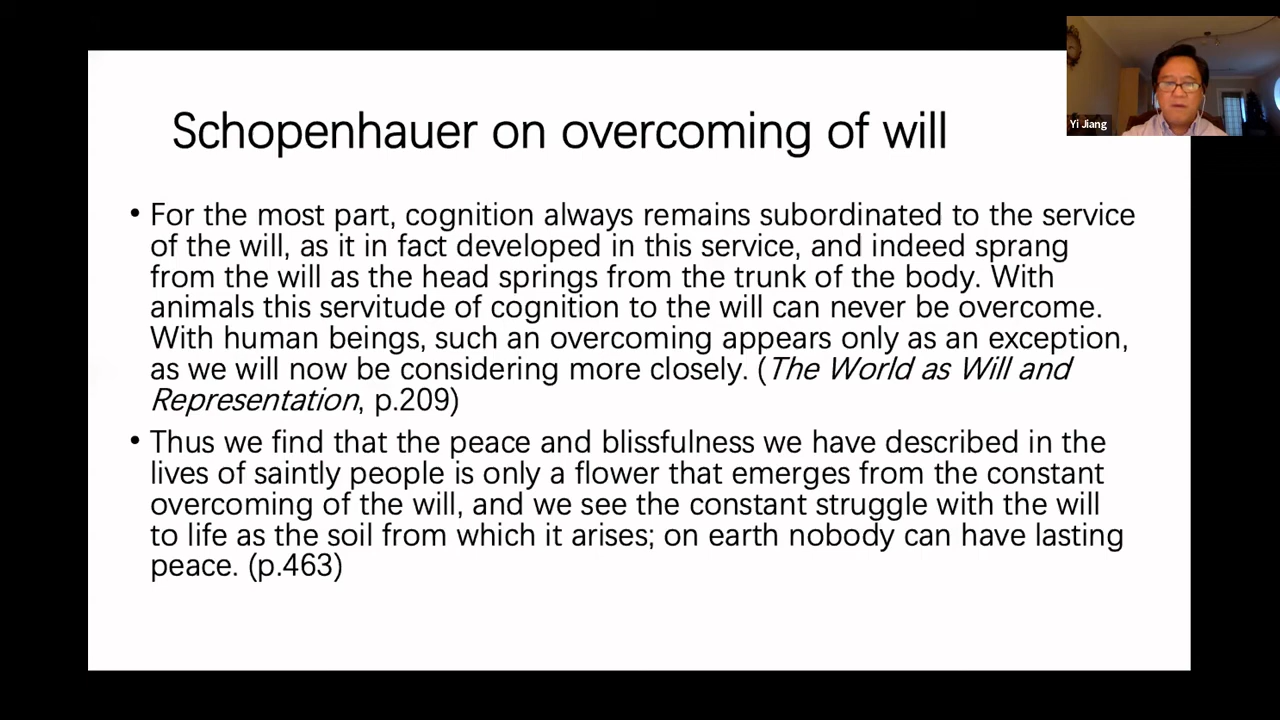 Schopenhauer on overcoming of will
Yi Jiang
• For the most part, cognition always remains subordinated to the service
of the will, as it in fact developed in this service, and indeed sprang
from the will as the head springs from the trunk of the body. With
animals this servitude of cognition to the will can never be overcome.
With human beings, such an overcoming appears only as an exception,
as we will now be considering more closely. (The World as Will and
Representation, p.209)
• Thus we find that the peace and blissfulness we have described in the
lives of saintly people is only a flower that emerges from the constant
overcoming of the will, and we see the constant struggle with the will
to life as the soil from which it arises; on earth nobody can have lasting
peace. (p.463)